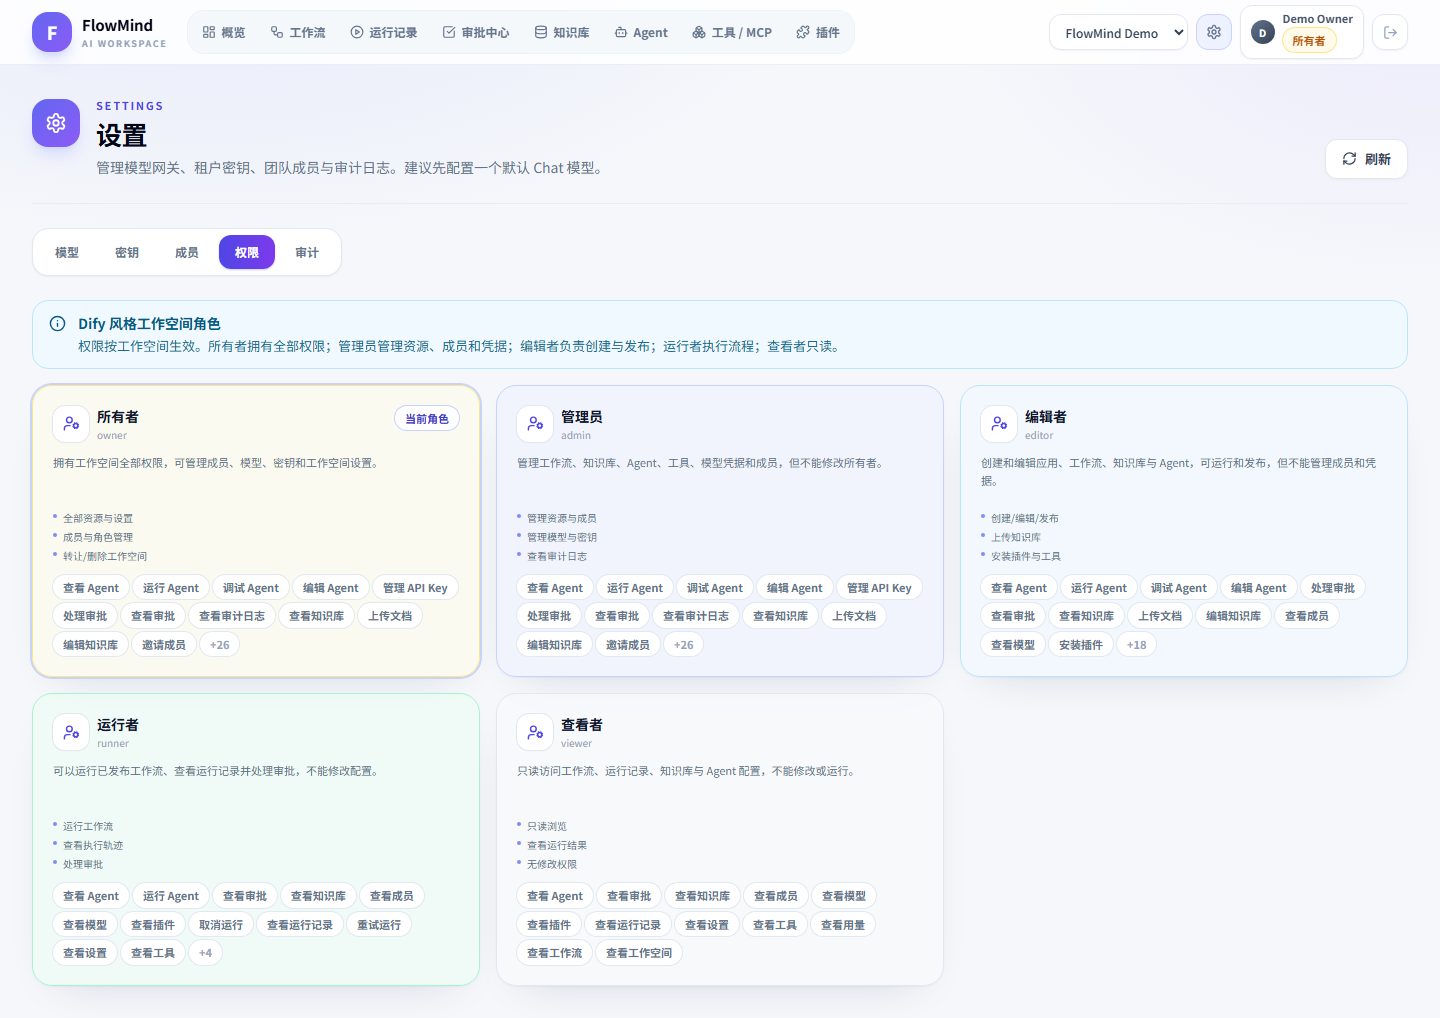 F
FlowMind
AI WORKSPACE
概览
工作流
运行记录
审批中心
知识库
Agent
工具 / MCP
插件
FlowMind Demo
D
Demo Owner
所有者
SETTINGS
设置
管理模型网关、租户密钥、团队成员与审计日志。建议先配置一个默认 Chat 模型。
刷新
模型
密钥
成员
权限
审计
Dify 风格工作空间角色
权限按工作空间生效。所有者拥有全部权限；管理员管理资源、成员和凭据；编辑者负责创建与发布；运行者执行流程；查看者只读。
所有者
owner
当前角色
拥有工作空间全部权限，可管理成员、模型、密钥和工作空间设置。
全部资源与设置
成员与角色管理
转让/删除工作空间
查看 Agent 运行 Agent 调试 Agent 编辑 Agent 管理 API Key
处理审批 查看审批 查看审计日志 查看知识库 上传文档
编辑知识库 邀请成员 +26
管理员
admin
管理工作流、知识库、Agent、工具、模型凭据和成员，但不能修改所有者。
管理资源与成员
管理模型与密钥
查看审计日志
查看 Agent 运行 Agent 调试 Agent 编辑 Agent 管理 API Key
处理审批 查看审批 查看审计日志 查看知识库 上传文档
编辑知识库 邀请成员 +26
编辑者
editor
创建和编辑应用、工作流、知识库与 Agent，可运行和发布，但不能管理成员和凭
据。
创建/编辑/发布
上传知识库
安装插件与工具
查看 Agent 运行 Agent 调试 Agent 编辑 Agent 处理审批
查看审批 查看知识库 上传文档 编辑知识库 查看成员
查看模型 安装插件 +18
运行者
runner
可以运行已发布工作流、查看运行记录并处理审批，不能修改配置。
运行工作流
查看执行轨迹
处理审批
查看 Agent 运行 Agent 查看审批 查看知识库 查看成员
查看模型 查看插件 取消运行 查看运行记录 重试运行
查看设置 查看工具 +4
查看者
viewer
只读访问工作流、运行记录、知识库与 Agent 配置，不能修改或运行。
只读浏览
查看运行结果
无修改权限
查看 Agent 查看审批 查看知识库 查看成员 查看模型
查看插件 查看运行记录 查看设置 查看工具 查看用量
查看工作流 查看工作空间